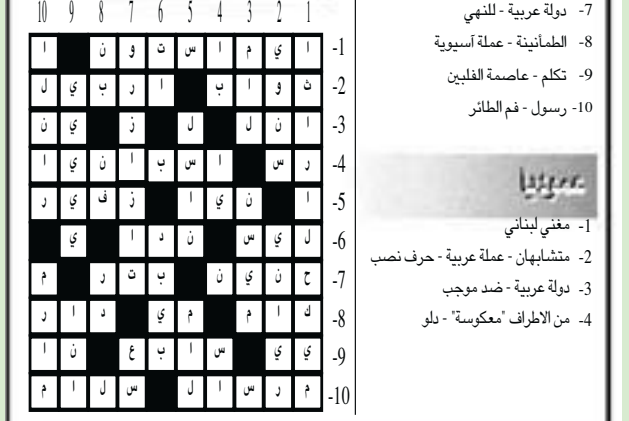 7- دولة عربية - للنهي
8- الطمأنينة - عملة آسيوية
9- تكلم - عاصمة الفلبين
10- رسول - فم الطائر
عموديا
1- مغني لبناني
2- متشابهان - عملة عربية - حرف نصب
3- دولة عربية - ضد موجب
4- من الاطراف "معكوسة" - دلو
1 2 3 4 5 6 7 8 9 10
1- ا ي م ا س ت و ن ا
2- ث و ا ب ا ر ب ي ل
3- ا ن ل ل ز ي ن
4- ر س ا س ب ا ن ي ا
5- ا ن ي ا ز ف ي ر
6- ل ي س ن د ا ي
7- ح ن ي ن ب ت ر م
8- ك ا م م ي د ا ر
9- ي ي س ا ب ع ن ا
10- م ر س ا ل س ل ا م